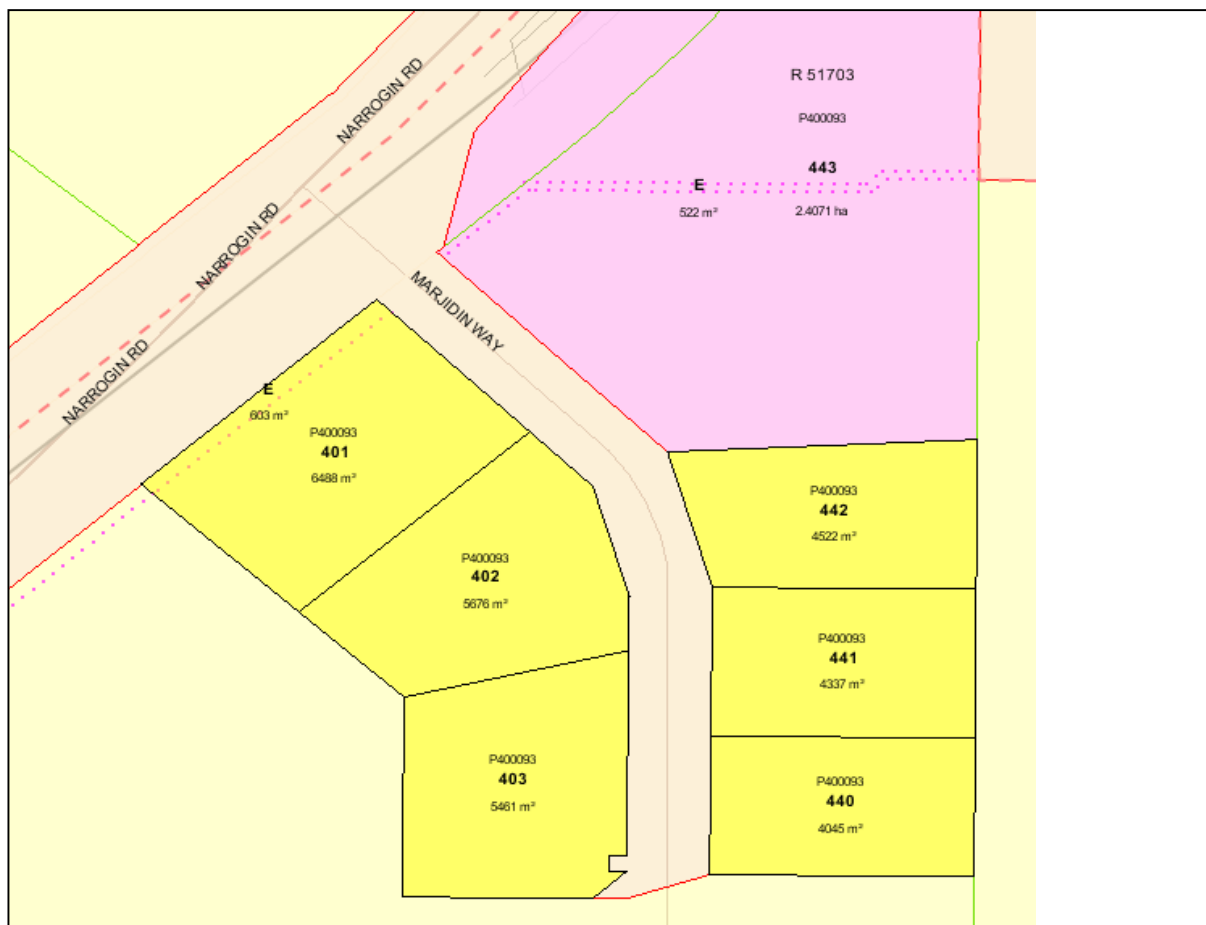 R 51703
P400093
443
E
522 m²
2.4071 ha
NARROGIN RD
NARROGIN RD
NARROGIN RD
MARJIDIN WAY
E
603 m²
P400093
401
6488 m²
P400093
402
5676 m²
P400093
403
5461 m²
P400093
442
4522 m²
P400093
441
4337 m²
P400093
440
4045 m²